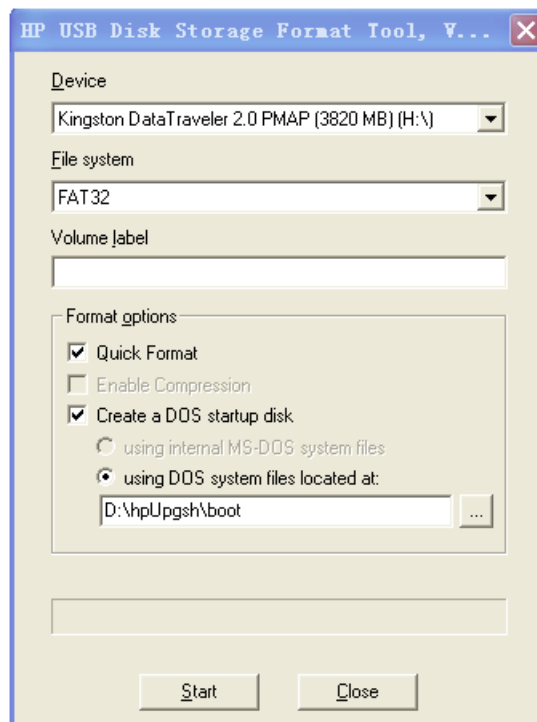 HP USB Disk Storage Format Tool, V...
Device
Kingston DataTraveler 2.0 PMAP (3820 MB) (H:\)
File system
FAT32
Volume label
Format options
Quick Format
Enable Compression
Create a DOS startup disk
using internal MS-DOS system files
using DOS system files located at:
D:\hpUpgsh\boot
...
Start Close